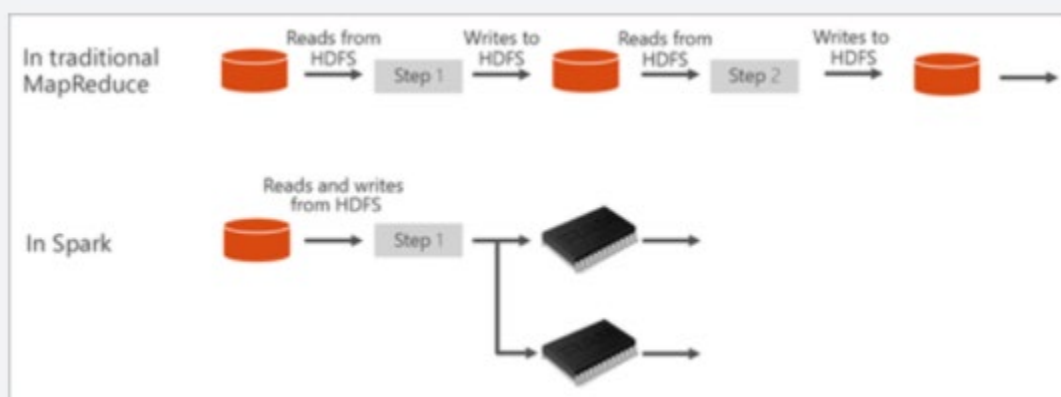 In traditional
MapReduce
Reads from
HDFS
Step 1
Writes to
HDFS
Reads from
HDFS
Step 2
Writes to
HDFS
In Spark
Reads and writes
from HDFS
Step 1